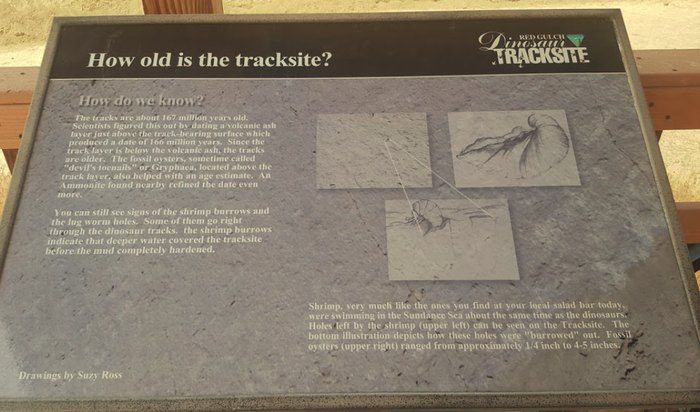 How old is the tracksite?
RED GULCH
Dinosaur
TRACKSITE
How do we know?
The tracks are about 167 million years old.
Scientists figured this out by dating a volcanic ash
layer just above the track-bearing surface which
produced a date of 166 million years. Since the
track layer is below the volcanic ash, the tracks
are older. The fossil oysters, sometime called
"devil's toenails" or Gryphaea, located above the
track layer, also helped with an age estimate. An
Ammonite found nearby refined the date even
more.
You can still see signs of the shrimp burrows and
the lug worm holes. Some of them go right
through the dinosaur tracks. the shrimp burrows
indicate that deeper water covered the tracksite
before the mud completely hardened.
Shrimp, very much like the ones you find at your local salad bar today,
were swimming in the Sundance Sea about the same time as the dinosaurs.
Holes left by the shrimp (upper left) can be seen on the Tracksite. The
bottom illustration depicts how these holes were "burrowed" out. Fossil
oysters (upper right) ranged from approximately 1/4 inch to 4-5 inches.
Drawings by Suzy Ross